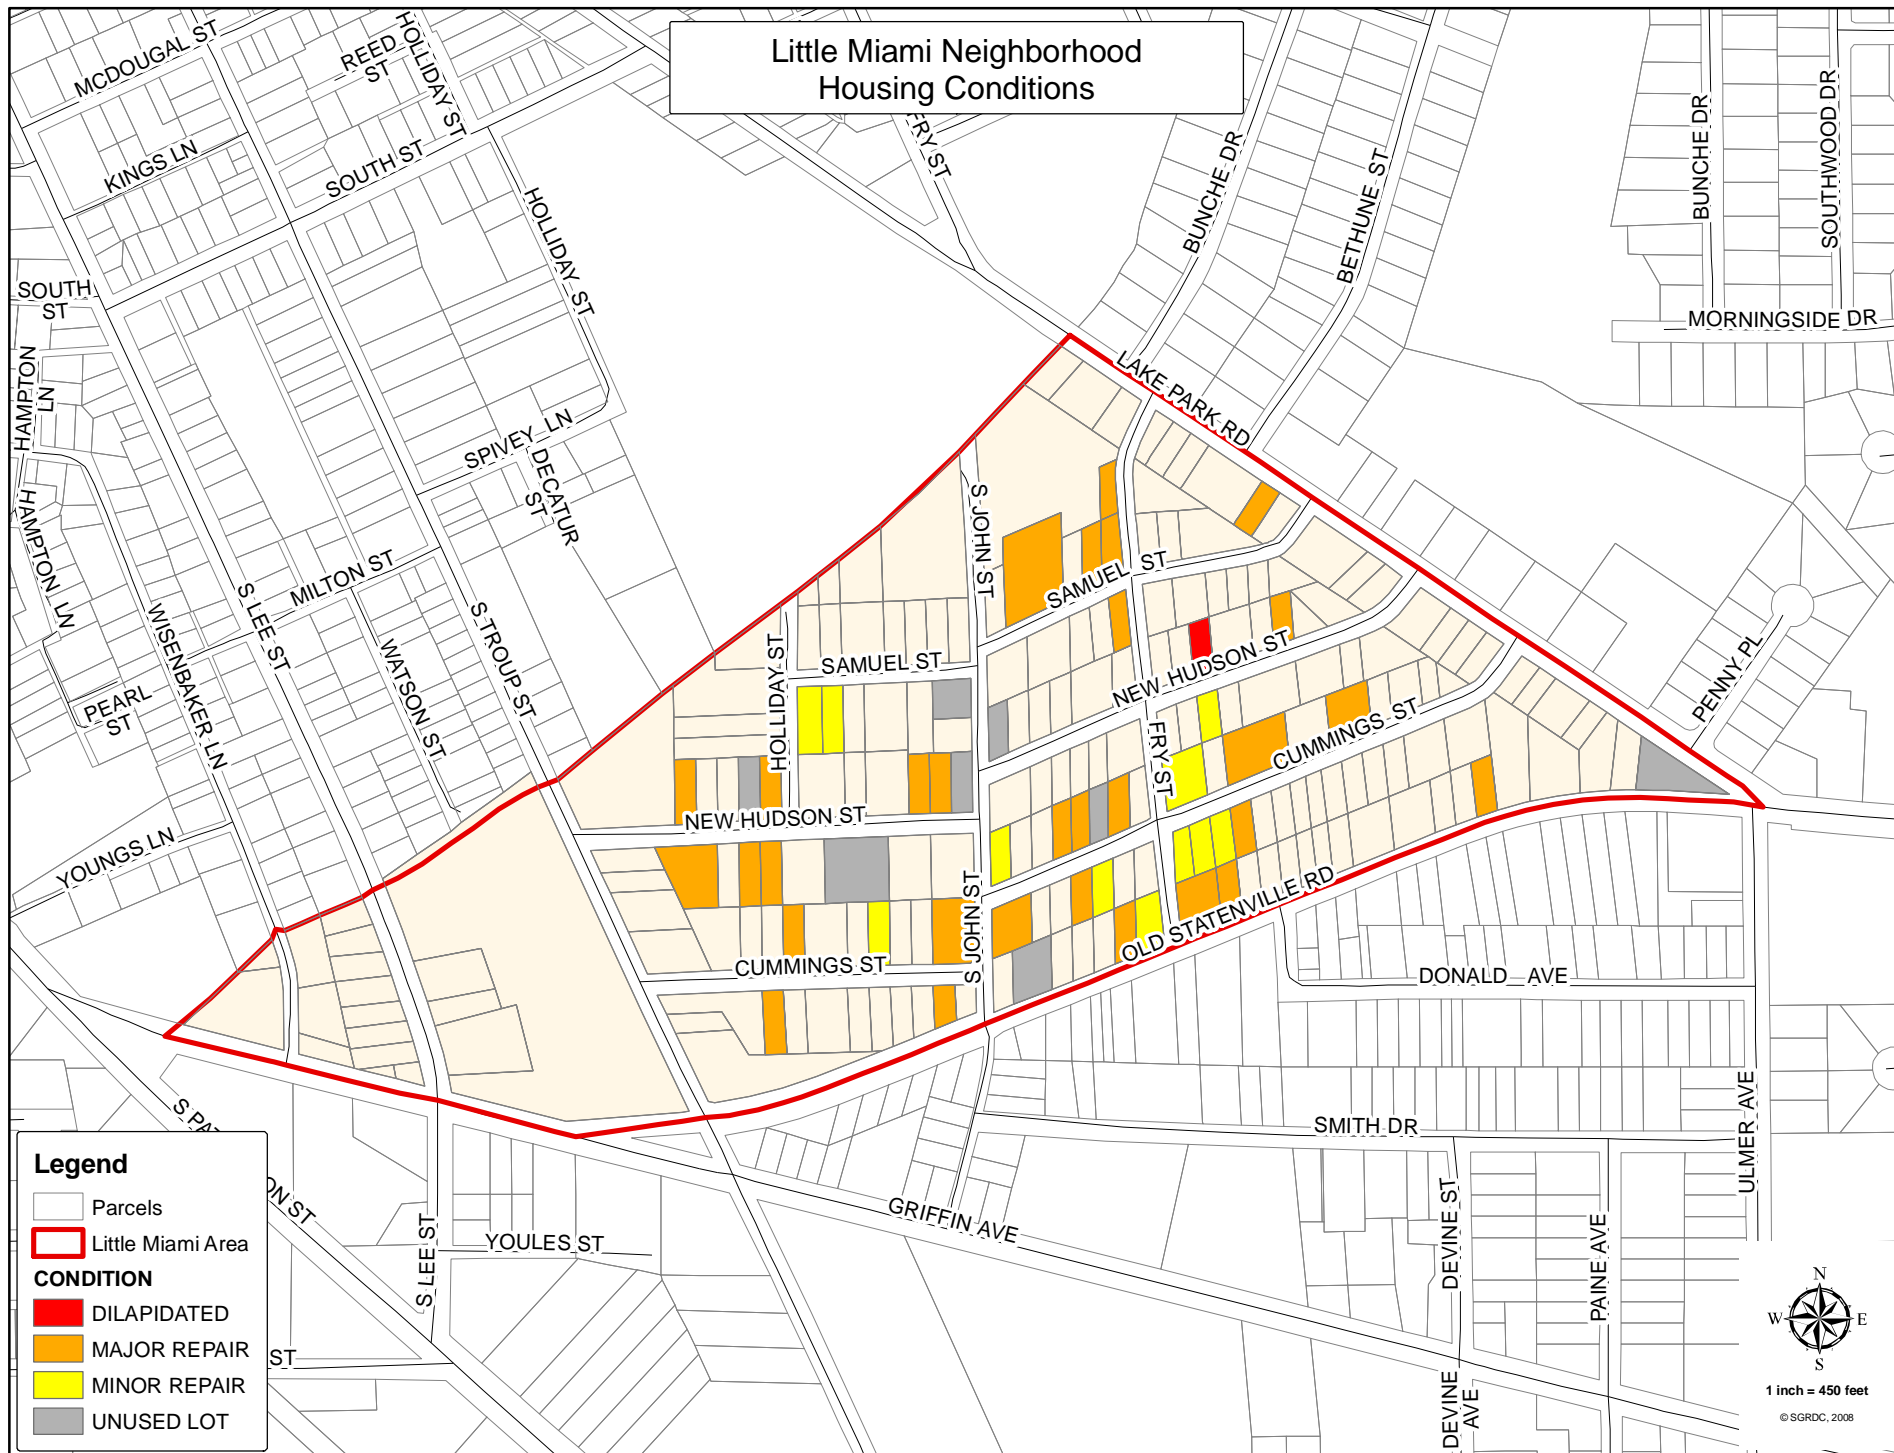 Little Miami Neighborhood
Housing Conditions
MCDOUGAL ST
REED
ST
HOLLIDAY ST
KINGS LN
SOUTH ST
FRY ST
BUNCHE DR
BETHUNE ST
BUNCHE DR
SOUTHWOOD DR
MORNINGSIDE DR
SOUTH
ST
HOLLIDAY ST
HAMPTON
LN
HAMPTON LN
SPIVEY LN
DECATUR
ST
LAKE PARK RD
S JOHN ST
MILTON ST
S LEE ST
WISENBAKER LN
WATSON ST
S TROUP ST
PEARL
ST
SAMUEL ST
SAMUEL ST
HOLLIDAY ST
NEW HUDSON ST
PENNY PL
FRY ST
CUMMINGS ST
NEW HUDSON ST
YOUNGS LN
OLD STATENVILLE RD
S JOHN ST
CUMMINGS ST
DONALD AVE
S PA
ON ST
SMITH DR
ULMER AVE
GRIFFIN AVE
YOULES ST
S LEE ST
DEVINE ST
PAINE AVE
DEVINE
AVE
ST
Legend
Parcels
Little Miami Area
CONDITION
DILAPIDATED
MAJOR REPAIR
MINOR REPAIR
UNUSED LOT
N
W E
S
1 inch = 450 feet
© SGRDC, 2008